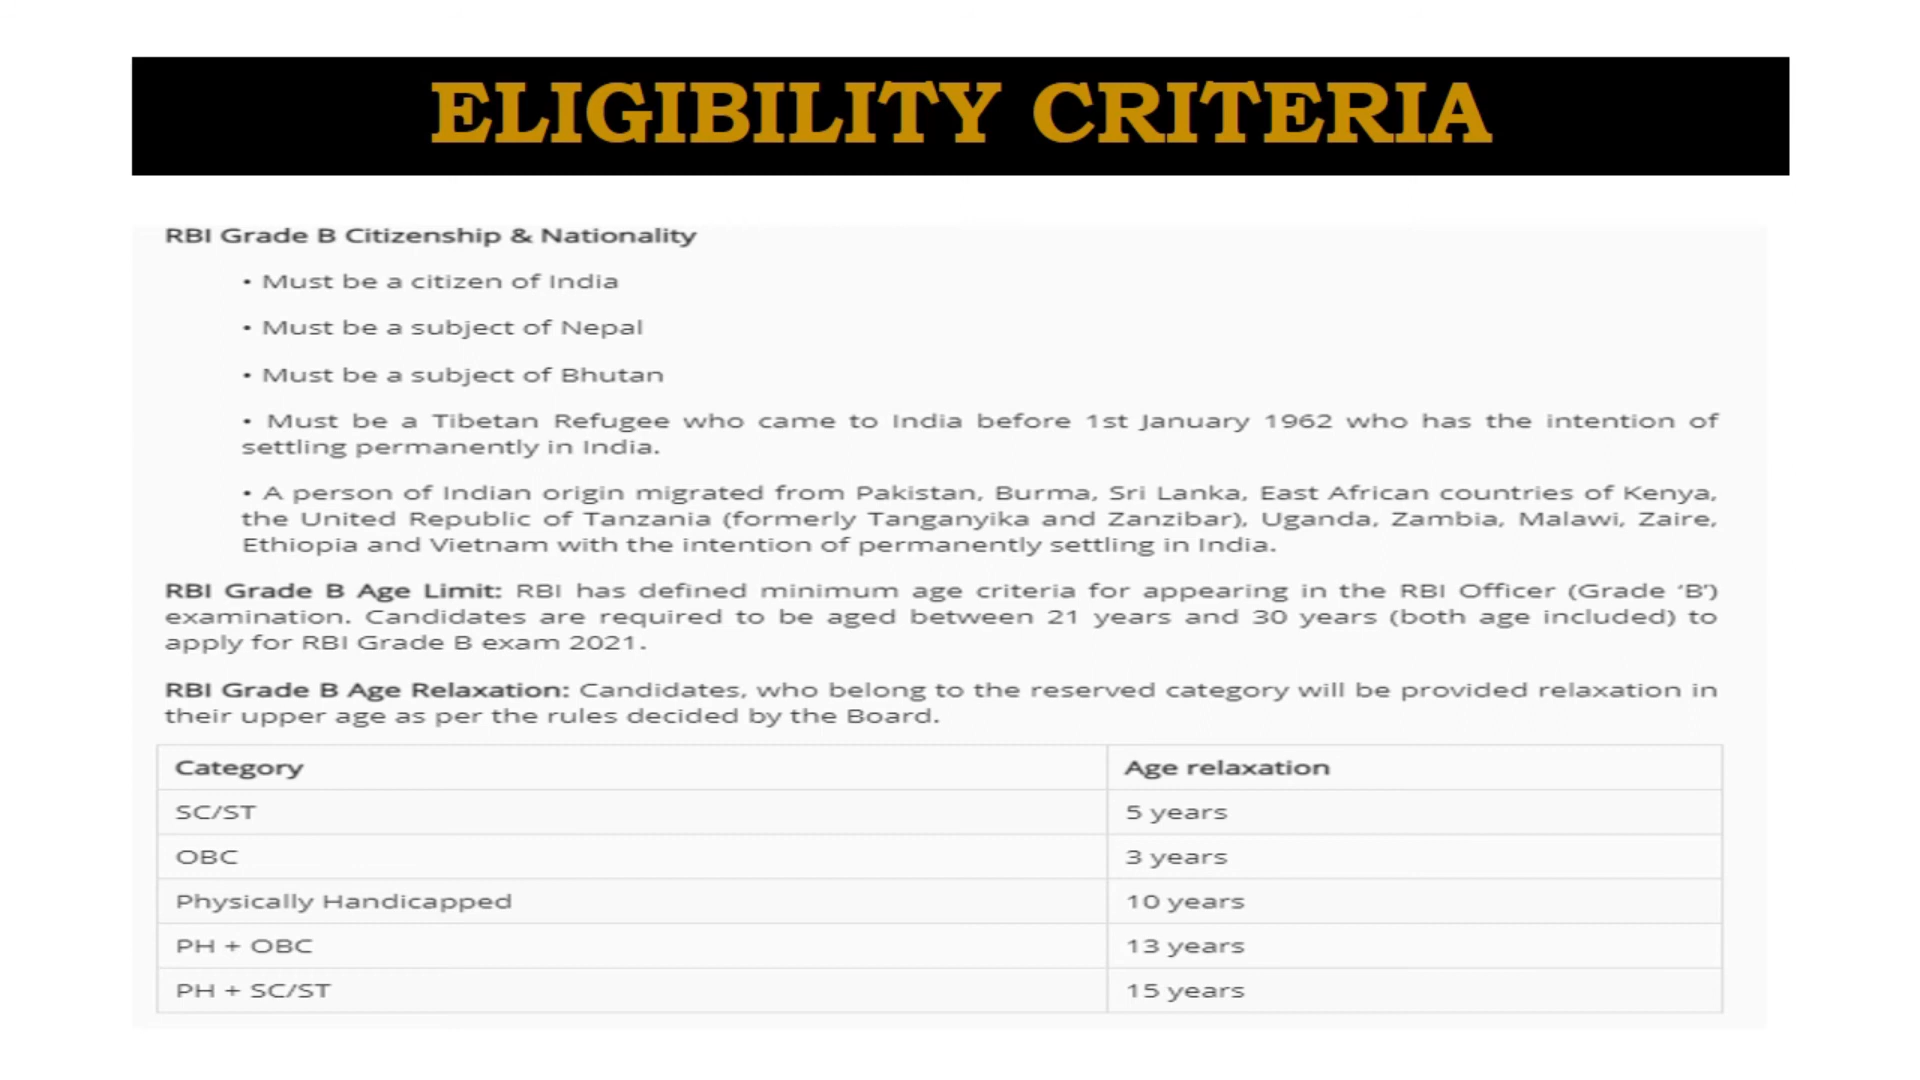 ELIGIBILITY CRITERIA
RBI Grade B Citizenship & Nationality
• Must be a citizen of India
• Must be a subject of Nepal
• Must be a subject of Bhutan
• Must be a Tibetan Refugee who came to India before 1st January 1962 who has the intention of
settling permanently in India.
• A person of Indian origin migrated from Pakistan, Burma, Sri Lanka, East African countries of Kenya,
the United Republic of Tanzania (formerly Tanganyika and Zanzibar), Uganda, Zambia, Malawi, Zaire,
Ethiopia and Vietnam with the intention of permanently settling in India.
RBI Grade B Age Limit: RBI has defined minimum age criteria for appearing in the RBI Officer (Grade ‘B’)
examination. Candidates are required to be aged between 21 years and 30 years (both age included) to
apply for RBI Grade B exam 2021.
RBI Grade B Age Relaxation: Candidates, who belong to the reserved category will be provided relaxation in
their upper age as per the rules decided by the Board.
Category Age relaxation
SC/ST 5 years
OBC 3 years
Physically Handicapped 10 years
PH + OBC 13 years
PH + SC/ST 15 years